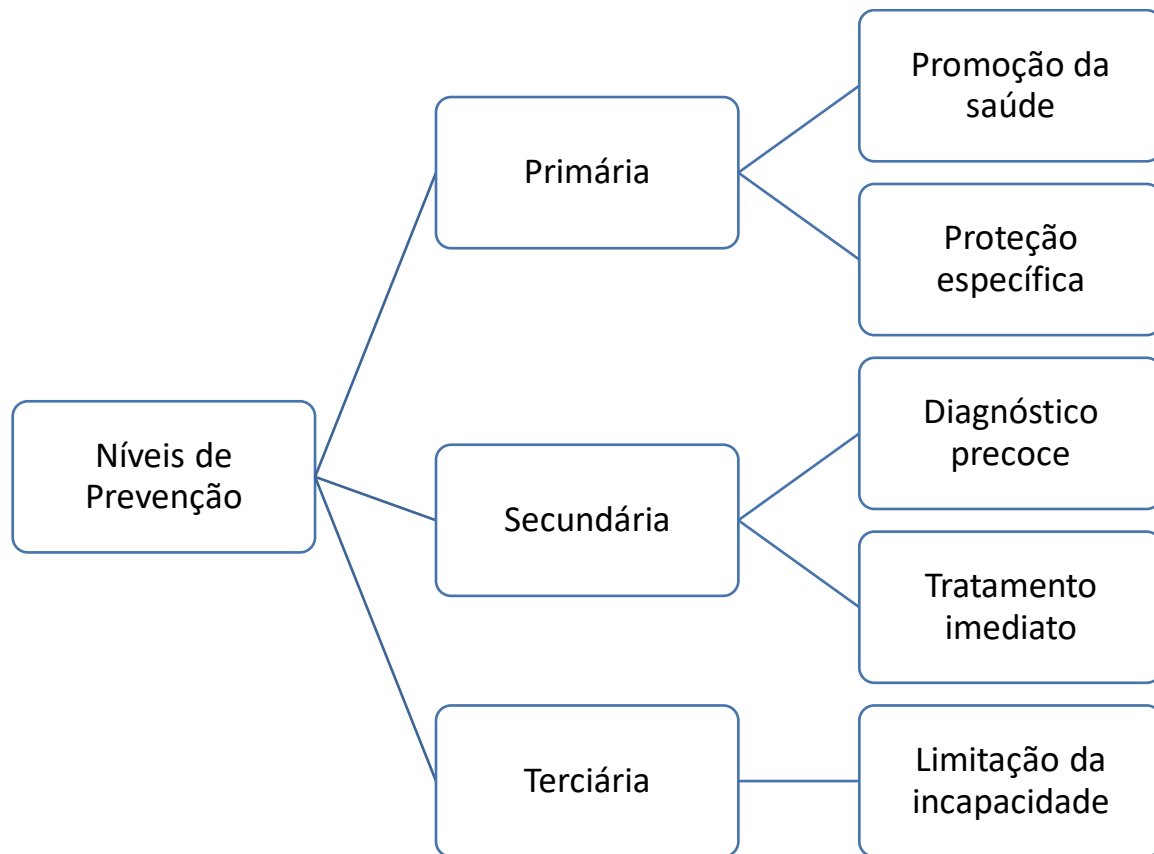 Níveis de
Prevenção
Primária
Promoção da
saúde
Proteção
específica
Secundária
Diagnóstico
precoce
Tratamento
imediato
Terciária
Limitação da
incapacidade